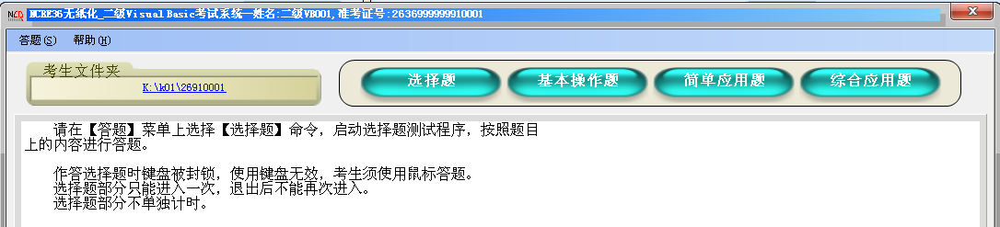 NCR
NCRE36无纸化_二级Visual Basic考试系统—姓名:二级VB001,准考证号:2636999999910001
答题(S) 帮助(H)
考生文件夹
K:\k01\26910001
选择题 基本操作题 简单应用题 综合应用题
请在【答题】菜单上选择【选择题】命令，启动选择题测试程序，按照题目
上的内容进行答题。
作答选择题时键盘被封锁，使用键盘无效，考生须使用鼠标答题。
选择题部分只能进入一次，退出后不能再次进入。
选择题部分不单独计时。